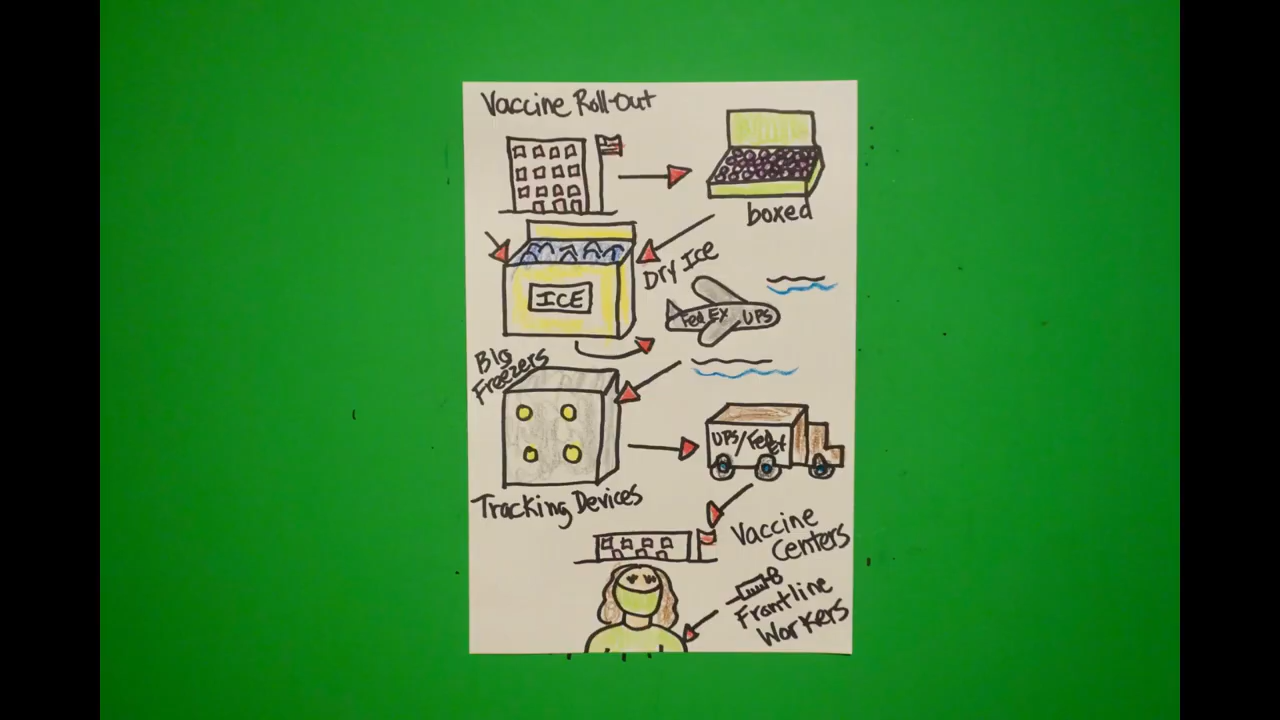 Vaccine Roll-Out
boxed
Dry Ice
ICE
FedEx UPS
Big
Freezers
UPS/FedEx
Tracking Devices
Vaccine
Centers
Frontline
Workers